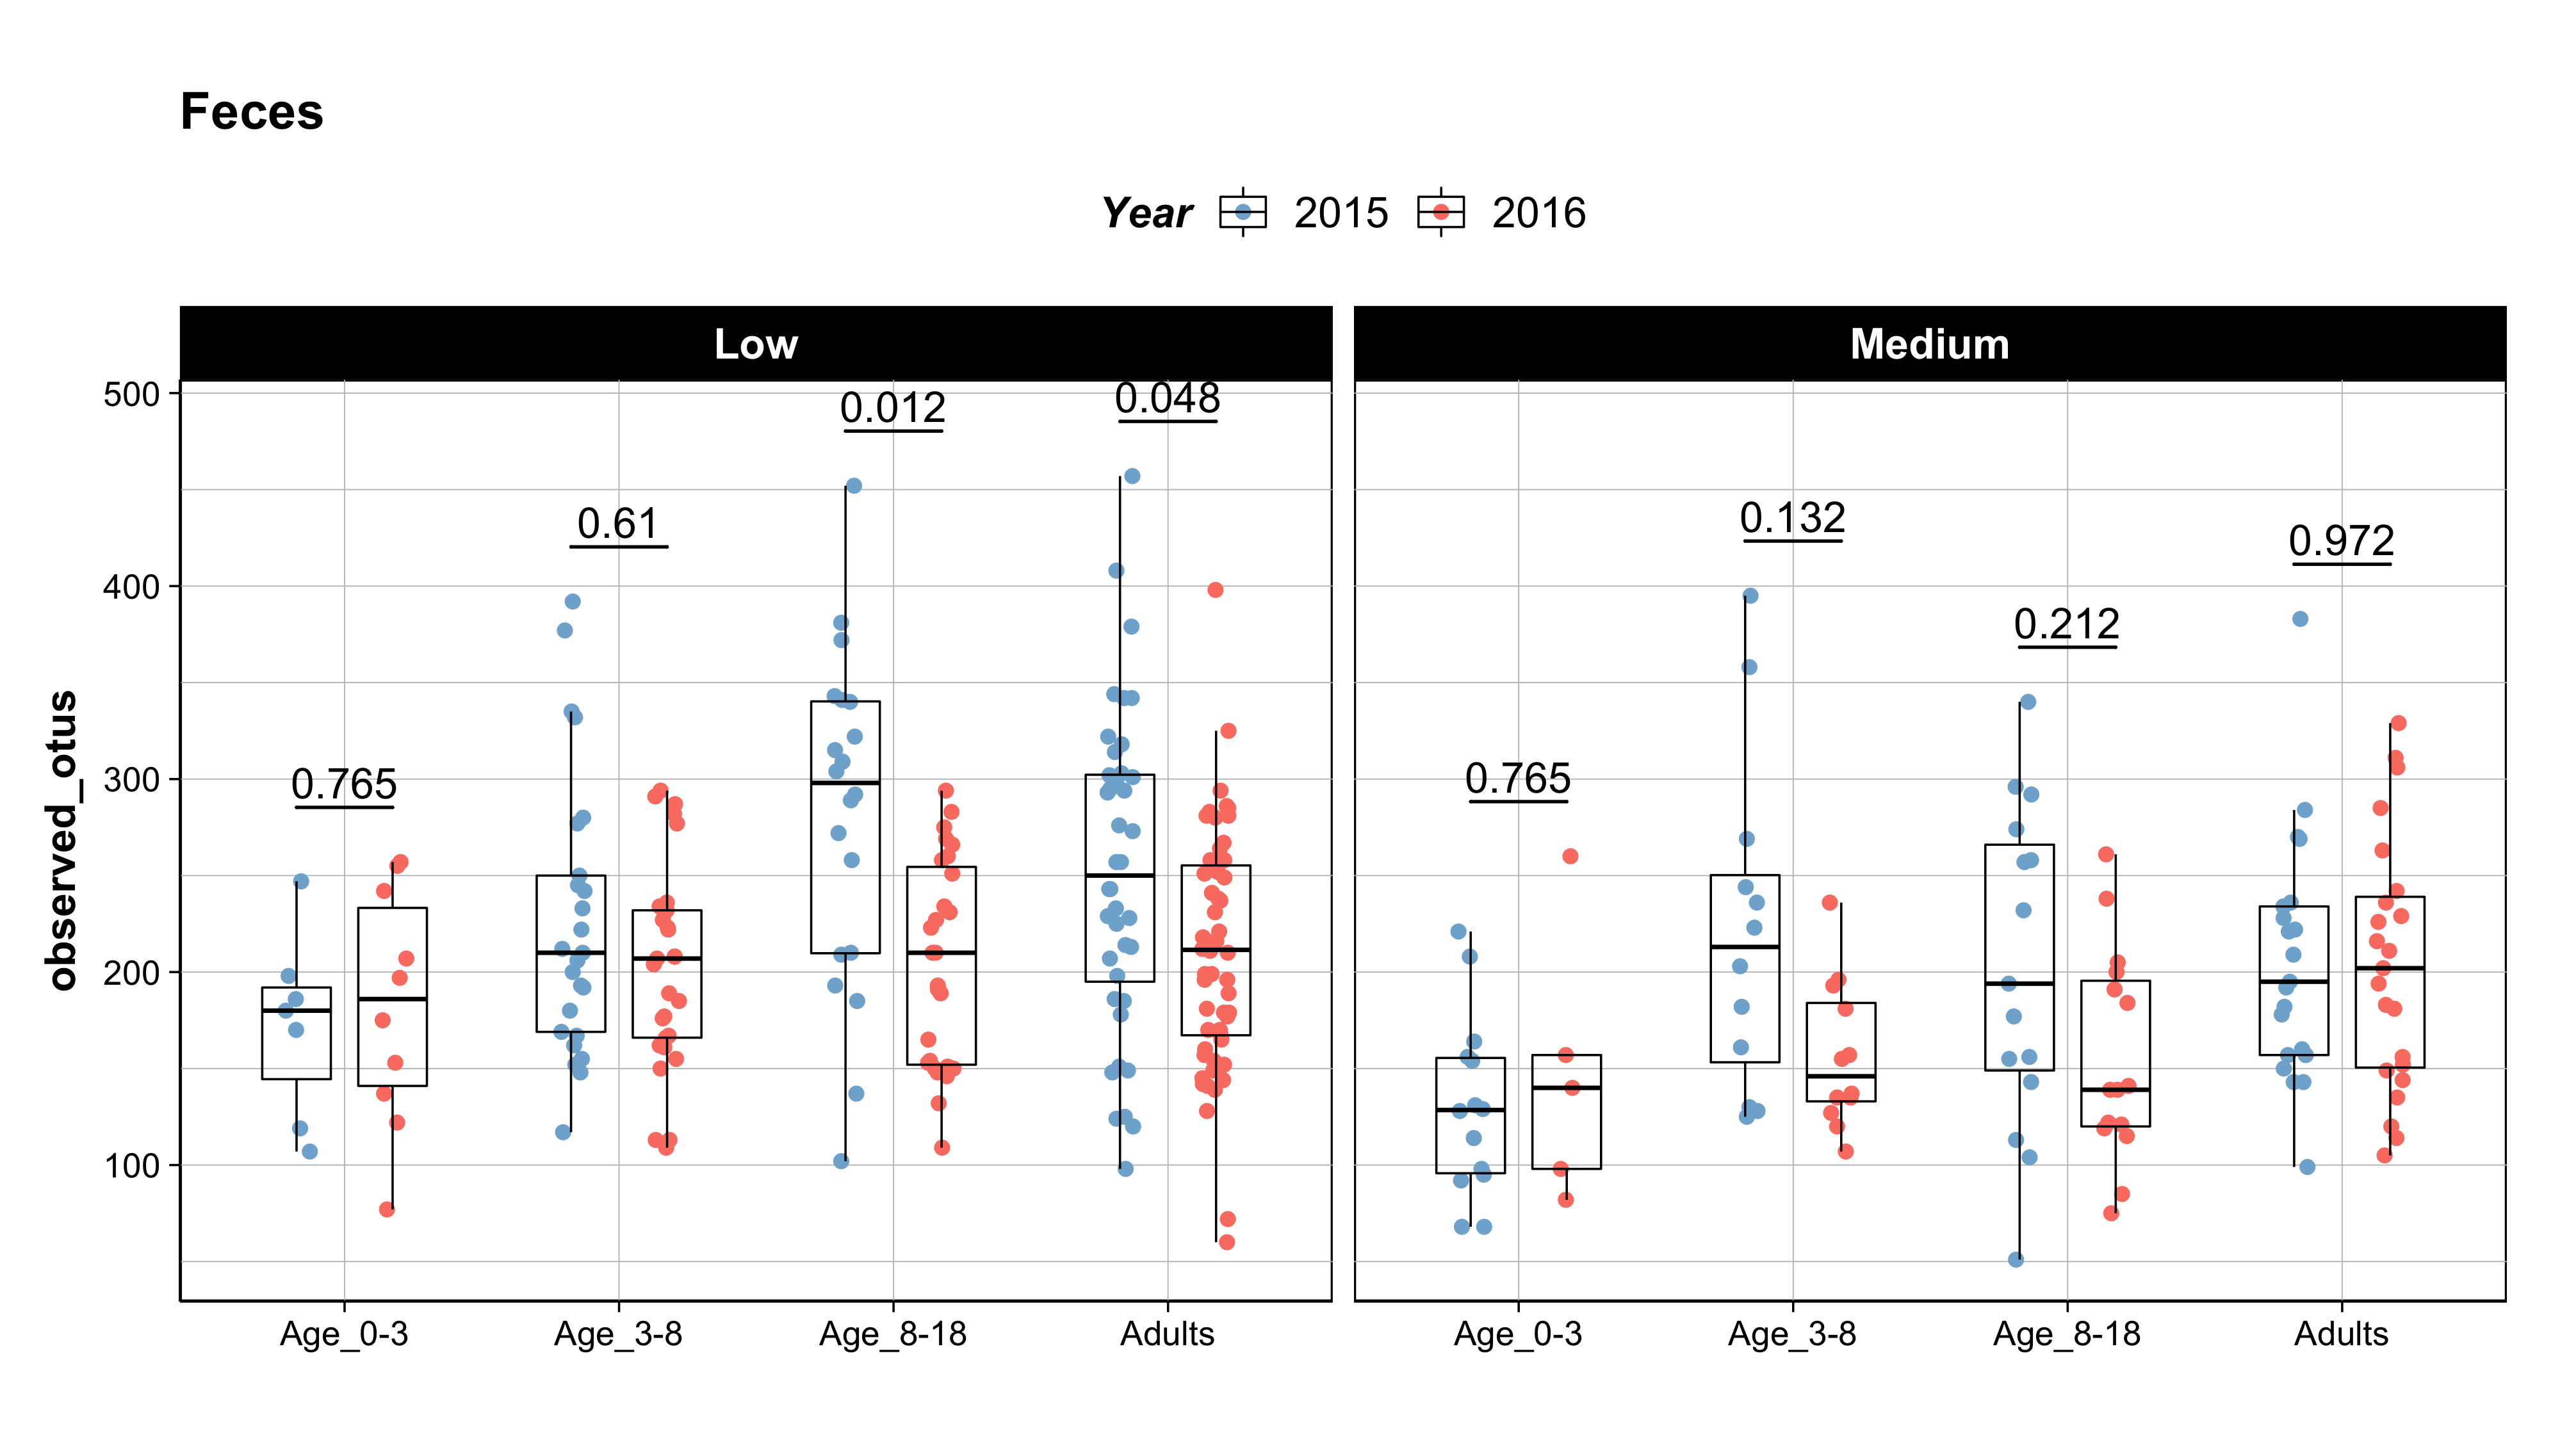 Feces
Year 2015 2016
Low Medium
observed_otus
500
400
300
200
100
0.765 0.61 0.012 0.048
0.765 0.132 0.212 0.972
Age_0-3 Age_3-8 Age_8-18 Adults
Age_0-3 Age_3-8 Age_8-18 Adults